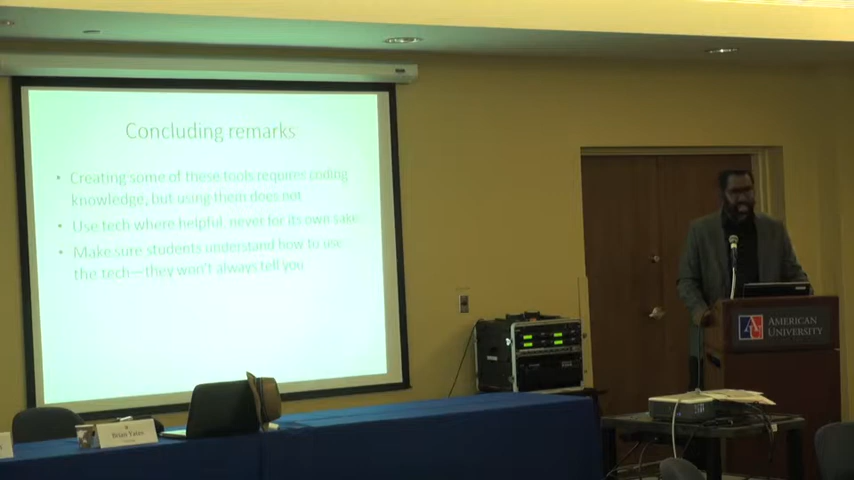 Concluding remarks
• Creating some of these tools requires coding
knowledge, but using them does not
• Use tech where helpful, never for its own sake
• Make sure students understand how to use
the tech—they won't always tell you
AMERICAN
UNIVERSITY
Brian Yates